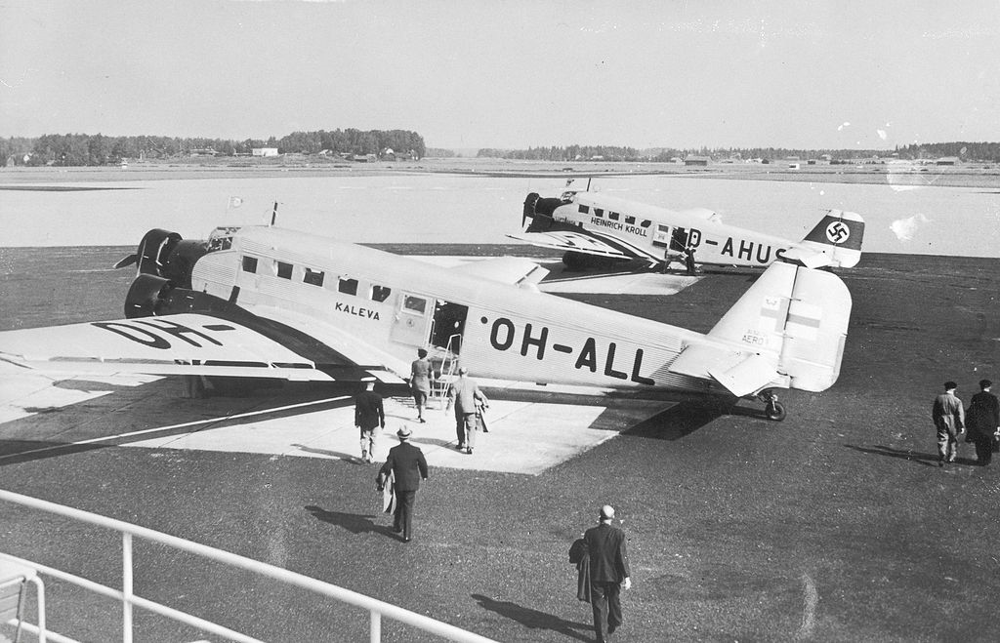 HEINRICH KROLL
D-AHUS
KALEVA
OH-
OH-ALL
AERO